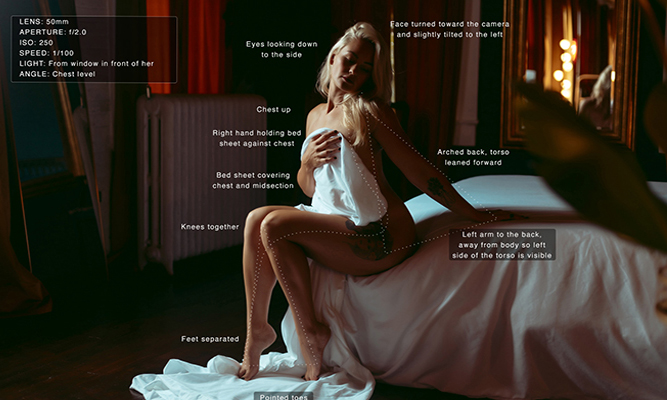 LENS: 50mm
APERTURE: f/2.0
ISO: 250
SPEED: 1/100
LIGHT: From window in front of her
ANGLE: Chest level
Face turned toward the camera
and slightly tilted to the left
Eyes looking down
to the side
Chest up
Right hand holding bed
sheet against chest
Arched back, torso
leaned forward
Bed sheet covering
chest and midsection
Knees together
Left arm to the back,
away from body so left
side of the torso is visible
Feet separated
Pointed toes